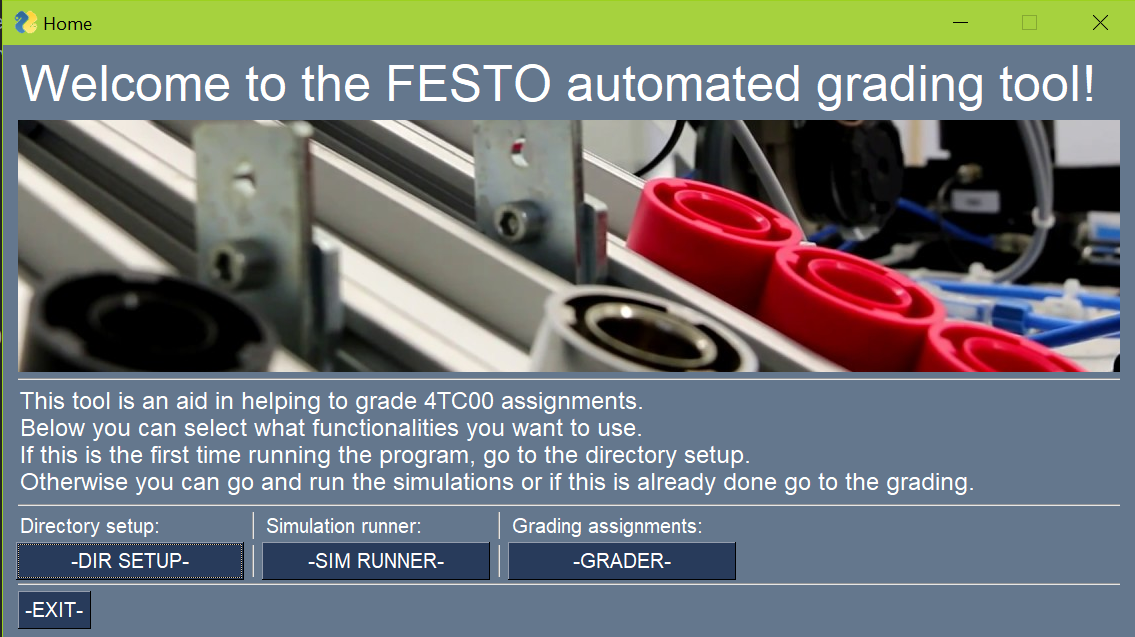 Home
Welcome to the FESTO automated grading tool!
This tool is an aid in helping to grade 4TC00 assignments.
Below you can select what functionalities you want to use.
If this is the first time running the program, go to the directory setup.
Otherwise you can go and run the simulations or if this is already done go to the grading.
Directory setup: Simulation runner: Grading assignments:
-DIR SETUP- -SIM RUNNER- -GRADER-
-EXIT-